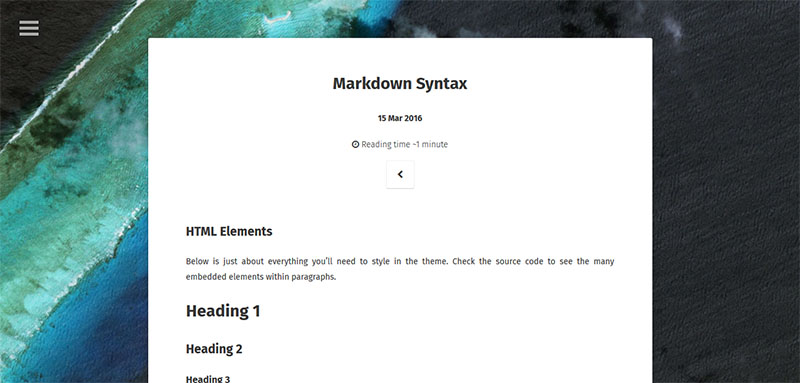 Markdown Syntax
15 Mar 2016
Reading time ~1 minute
HTML Elements
Below is just about everything you'll need to style in the theme. Check the source code to see the many
embedded elements within paragraphs.
Heading 1
Heading 2
Heading 3